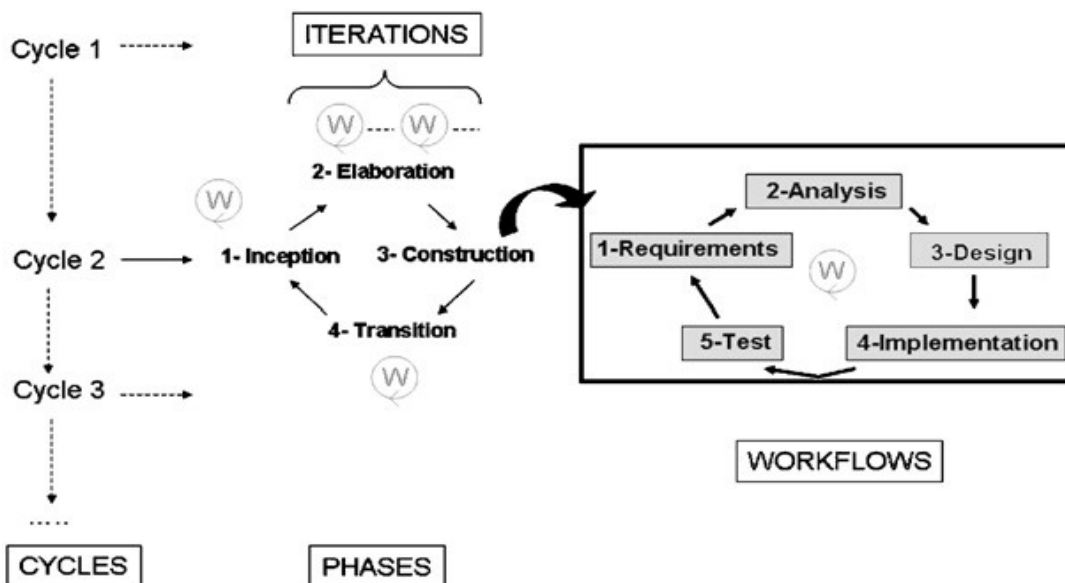 ITERATIONS
Cycle 1
W W
2- Elaboration
W
Cycle 2
1- Inception
3- Construction
4- Transition
W
Cycle 3
.....
CYCLES
PHASES
2-Analysis
1-Requirements
W
3-Design
5-Test
4-Implementation
WORKFLOWS